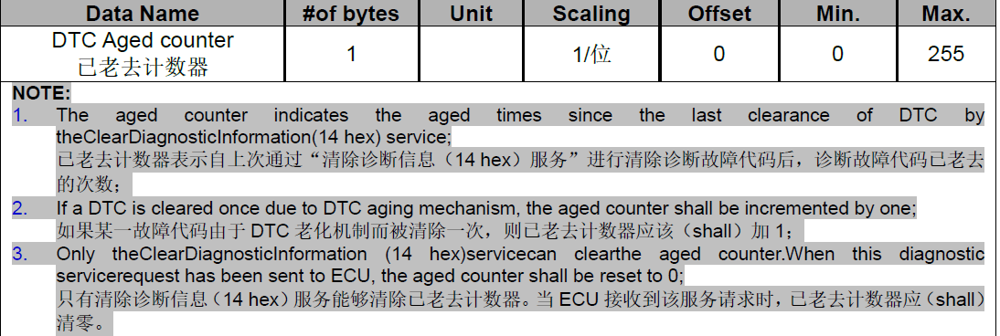 Data Name #of bytes Unit Scaling Offset Min. Max.
DTC Aged counter
已老去计数器 1 1/位 0 0 255
NOTE:
1. The aged counter indicates the aged times since the last clearance of DTC by
theClearDiagnosticInformation(14 hex) service;
已老去计数器表示自上次通过“清除诊断信息（14 hex）服务”进行清除诊断故障代码后，诊断故障代码已老去
的次数；
2. If a DTC is cleared once due to DTC aging mechanism, the aged counter shall be incremented by one;
如果某一故障代码由于 DTC 老化机制而被清除一次，则已老去计数器应该（shall）加 1；
3. Only theClearDiagnosticInformation (14 hex)servicecan clearthe aged counter.When this diagnostic
servicerequest has been sent to ECU, the aged counter shall be reset to 0;
只有清除诊断信息（14 hex）服务能够清除已老去计数器。当 ECU 接收到该服务请求时，已老去计数器应（shall）
清零。